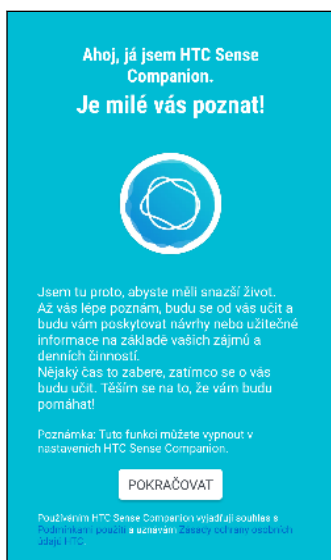 Ahoj, já jsem HTC Sense
Companion.
Je milé vás poznat!
Jsem tu proto, abyste měli snazší život.
Až vás lépe poznám, budu se od vás učit a
budu vám poskytovat návrhy nebo užitečné
informace na základě vašich zájmů a
denních činností.
Nějaký čas to zabere, zatímco se o vás
budu učit. Těším se na to, že vám budu
pomáhat!
Poznámka: Tuto funkci můžete vypnout v
nastaveních HTC Sense Companion.
POKRAČOVAT
Používáním HTC Sense Companion vyjadřuji souhlas s
Podmínkami použití a uznávám Zásady ochrany osobních
údajů HTC